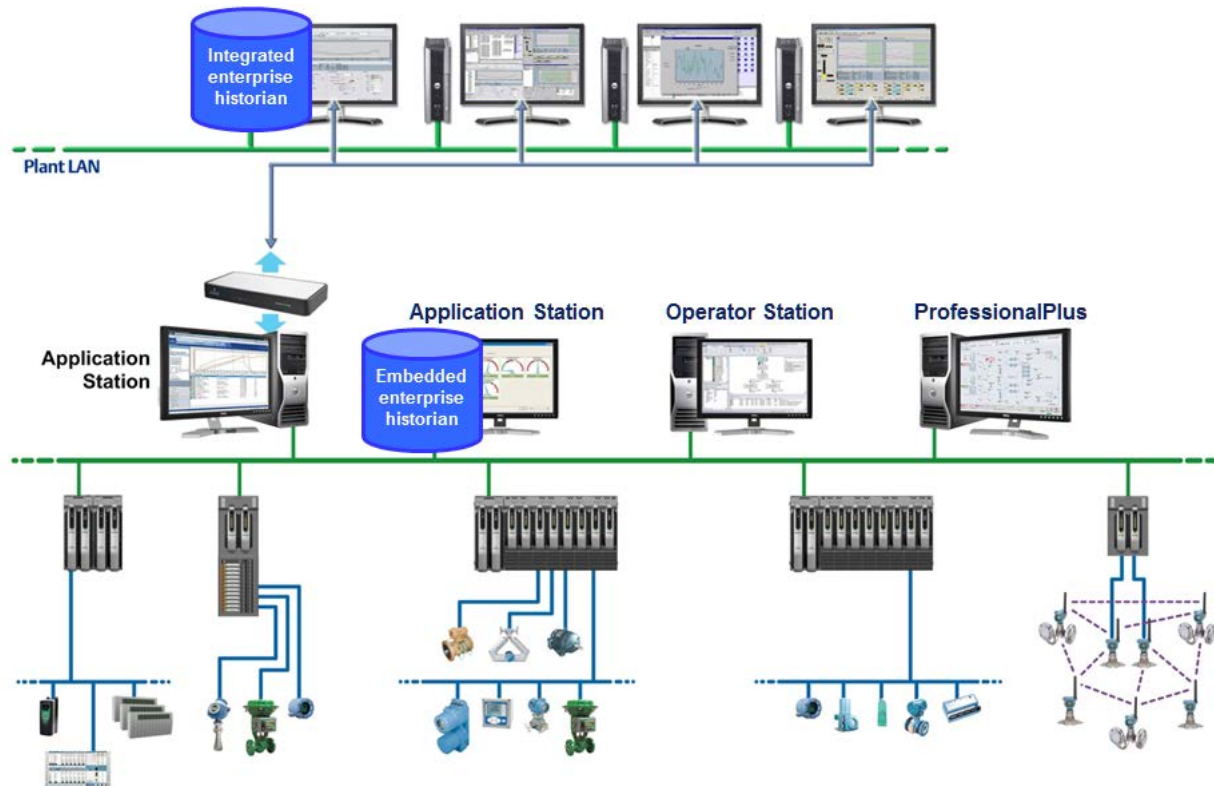 Integrated
enterprise
historian
Plant LAN
Application Station
Operator Station
ProfessionalPlus
Application
Station
Embedded
enterprise
historian